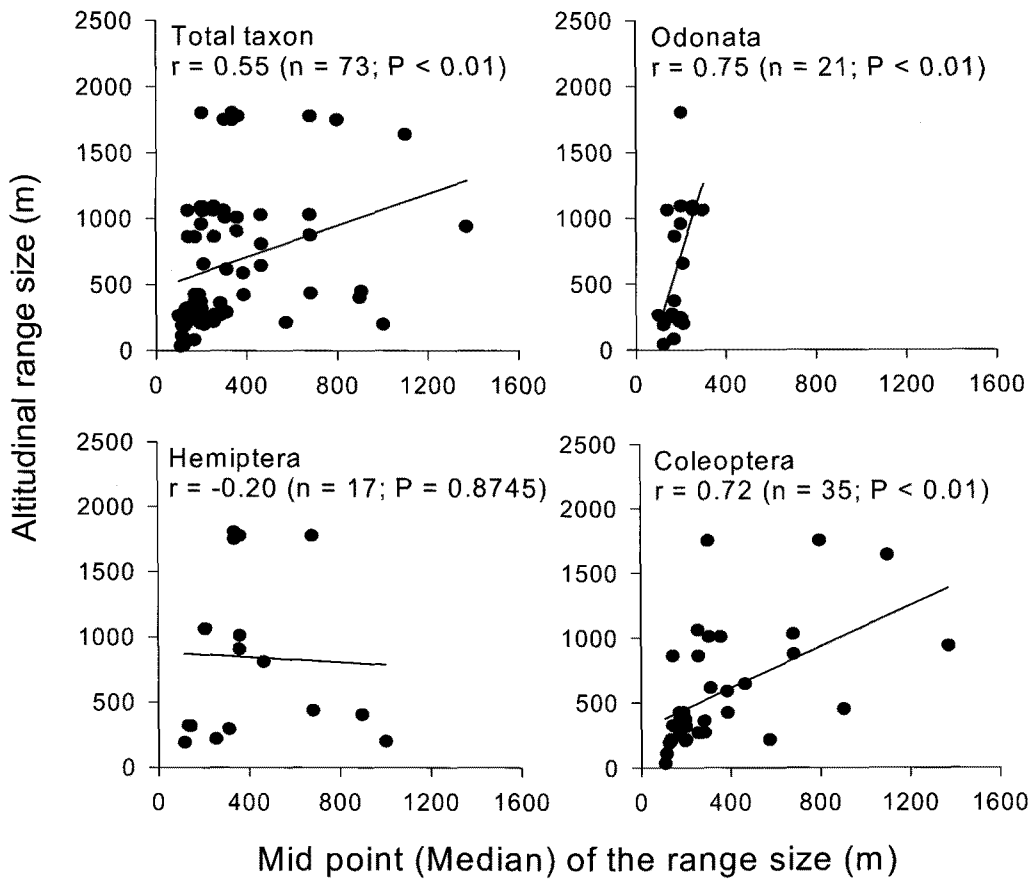 Altitudinal range size (m)
2500
2000
1500
1000
500
0
Total taxon
r = 0.55 (n = 73; P < 0.01)
0 400 800 1200 1600
2500
2000
1500
1000
500
0
Odonata
r = 0.75 (n = 21; P < 0.01)
0 400 800 1200 1600
2500
2000
1500
1000
500
0
Hemiptera
r = -0.20 (n = 17; P = 0.8745)
0 400 800 1200 1600
2500
2000
1500
1000
500
0
Coleoptera
r = 0.72 (n = 35; P < 0.01)
0 400 800 1200 1600
Mid point (Median) of the range size (m)